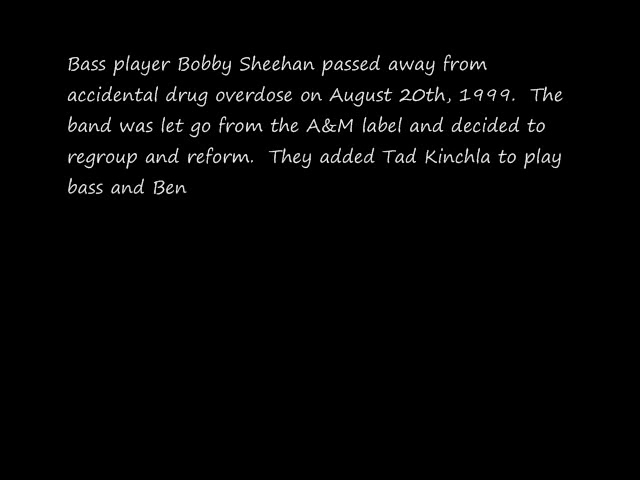 Bass player Bobby Sheehan passed away from
accidental drug overdose on August 20th, 1999.  The
band was let go from the A&M label and decided to
regroup and reform.  They added Tad Kinchla to play
bass and Ben